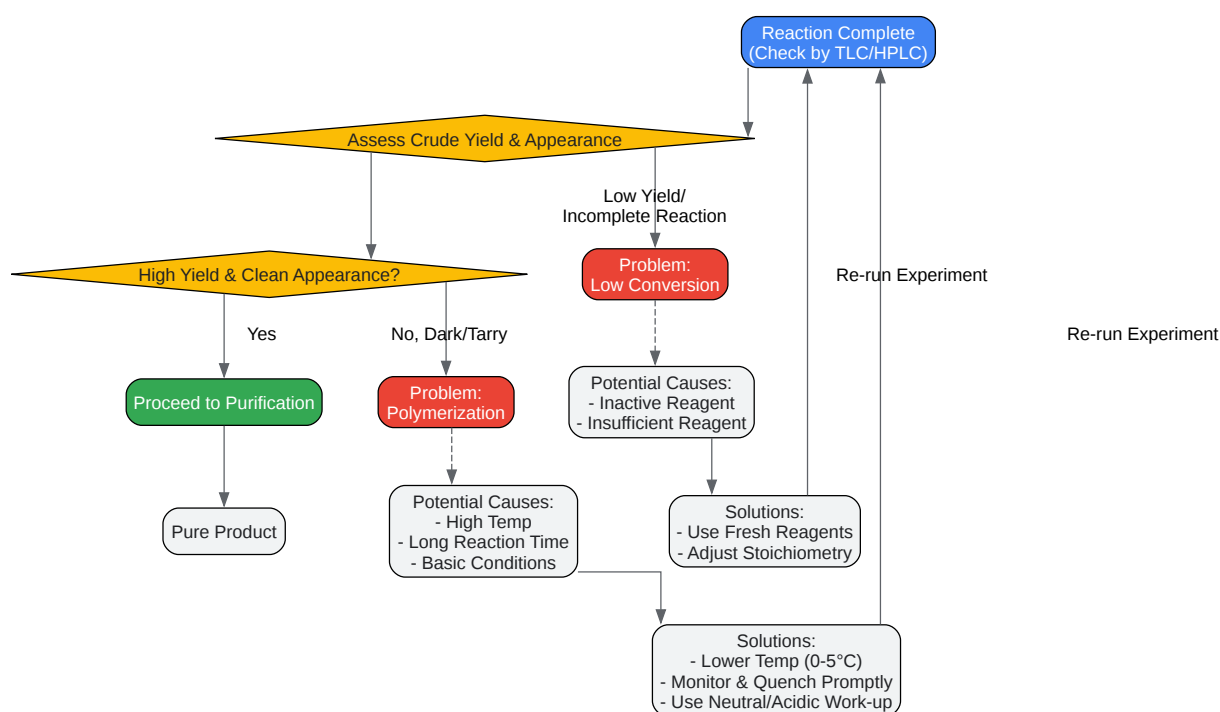 Reaction Complete
(Check by TLC/HPLC)
Assess Crude Yield & Appearance
Low Yield/
Incomplete Reaction
High Yield & Clean Appearance?
Problem:
Low Conversion
Re-run Experiment
Re-run Experiment
Yes
No, Dark/Tarry
Proceed to Purification
Problem:
Polymerization
Potential Causes:
- Inactive Reagent
- Insufficient Reagent
Pure Product
Potential Causes:
- High Temp
- Long Reaction Time
- Basic Conditions
Solutions:
- Use Fresh Reagents
- Adjust Stoichiometry
Solutions:
- Lower Temp (0-5°C)
- Monitor & Quench Promptly
- Use Neutral/Acidic Work-up